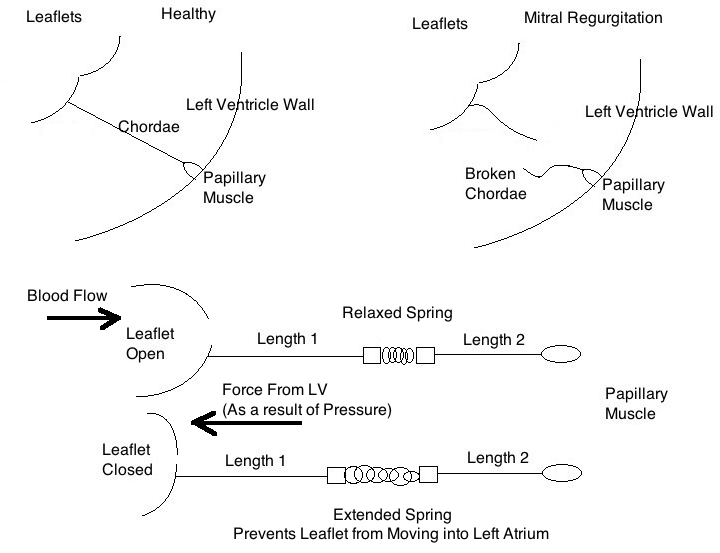 Leaflets
Healthy
Left Ventricle Wall
Chordae
Papillary
Muscle
Leaflets
Mitral Regurgitation
Left Ventricle Wall
Broken
Chordae
Papillary
Muscle
Blood Flow
Leaflet
Open
Relaxed Spring
Length 1
Length 2
Papillary
Muscle
Force From LV
(As a result of Pressure)
Leaflet
Closed
Length 1
Length 2
Extended Spring
Prevents Leaflet from Moving into Left Atrium